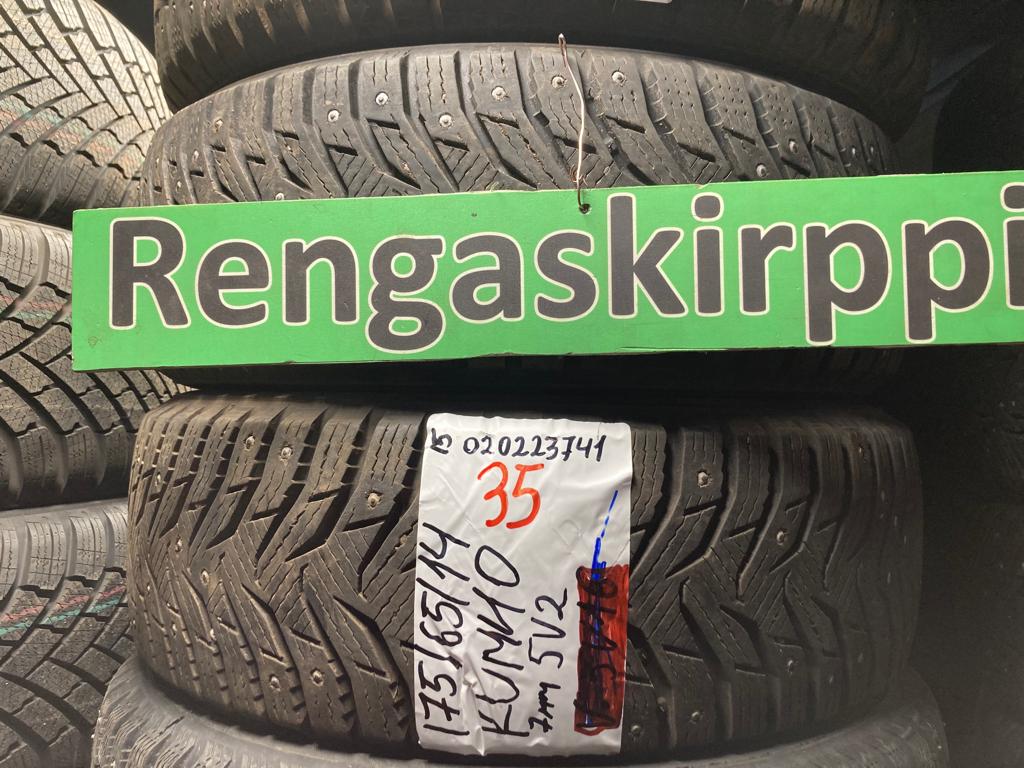 Rengaskirppi
020223741
35
175/65/14
KUMHO
7mm 5V2